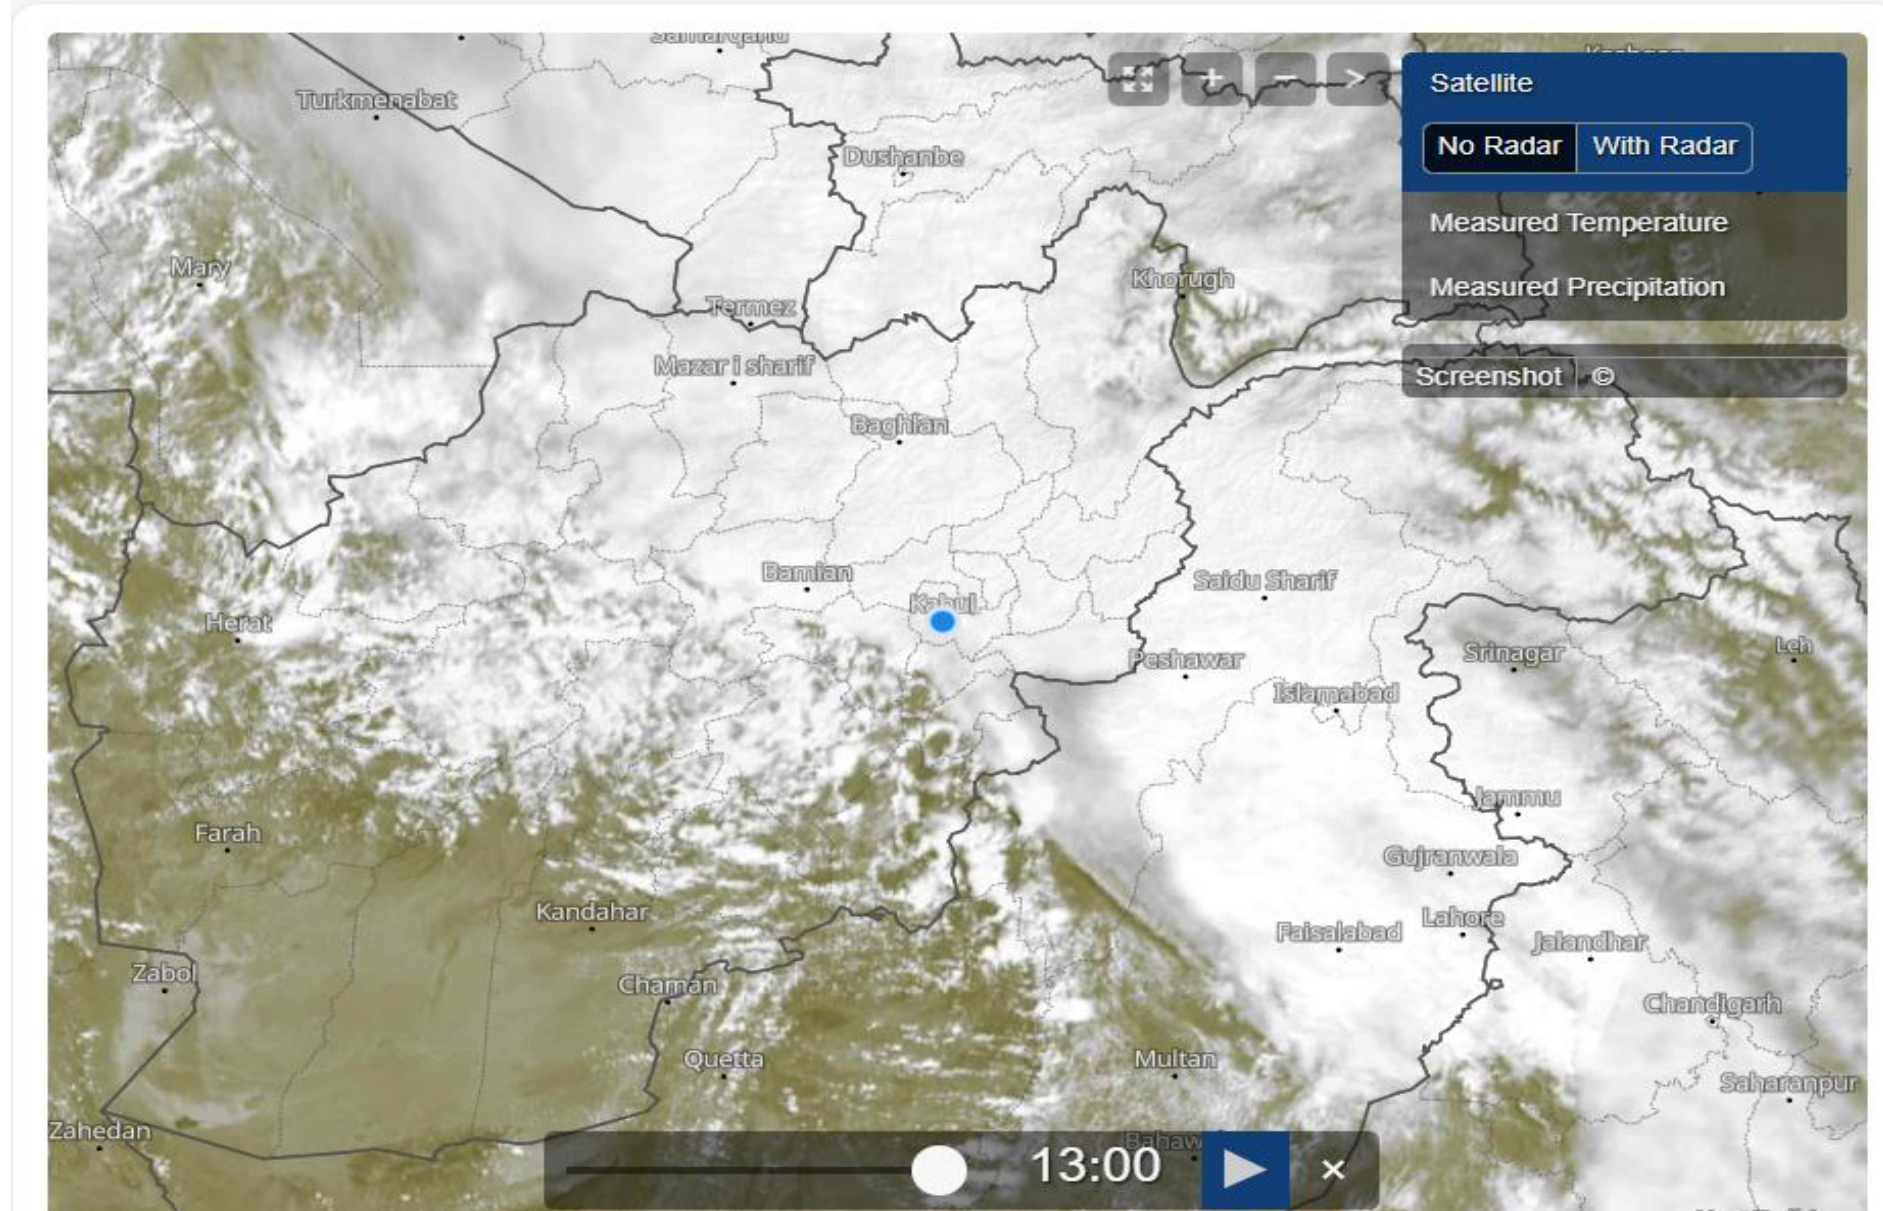 Samarqand
Turkmenabat
Satellite
No Radar
With Radar
Dushanbe
Measured Temperature
Mary
Khorugh
Measured Precipitation
Termez
Mazar i sharif
Screenshot ©
Baghlan
Bamian
Saidu Sharif
Kabul
Herat
Srinagar
Leh
Peshawar
Islamabad
Jammu
Farah
Gujranwala
Kandahar
Lahore
Faisalabad
Jalandhar
Zabol
Chaman
Chandigarh
Quetta
Multan
Saharanpur
Zahedan
13:00